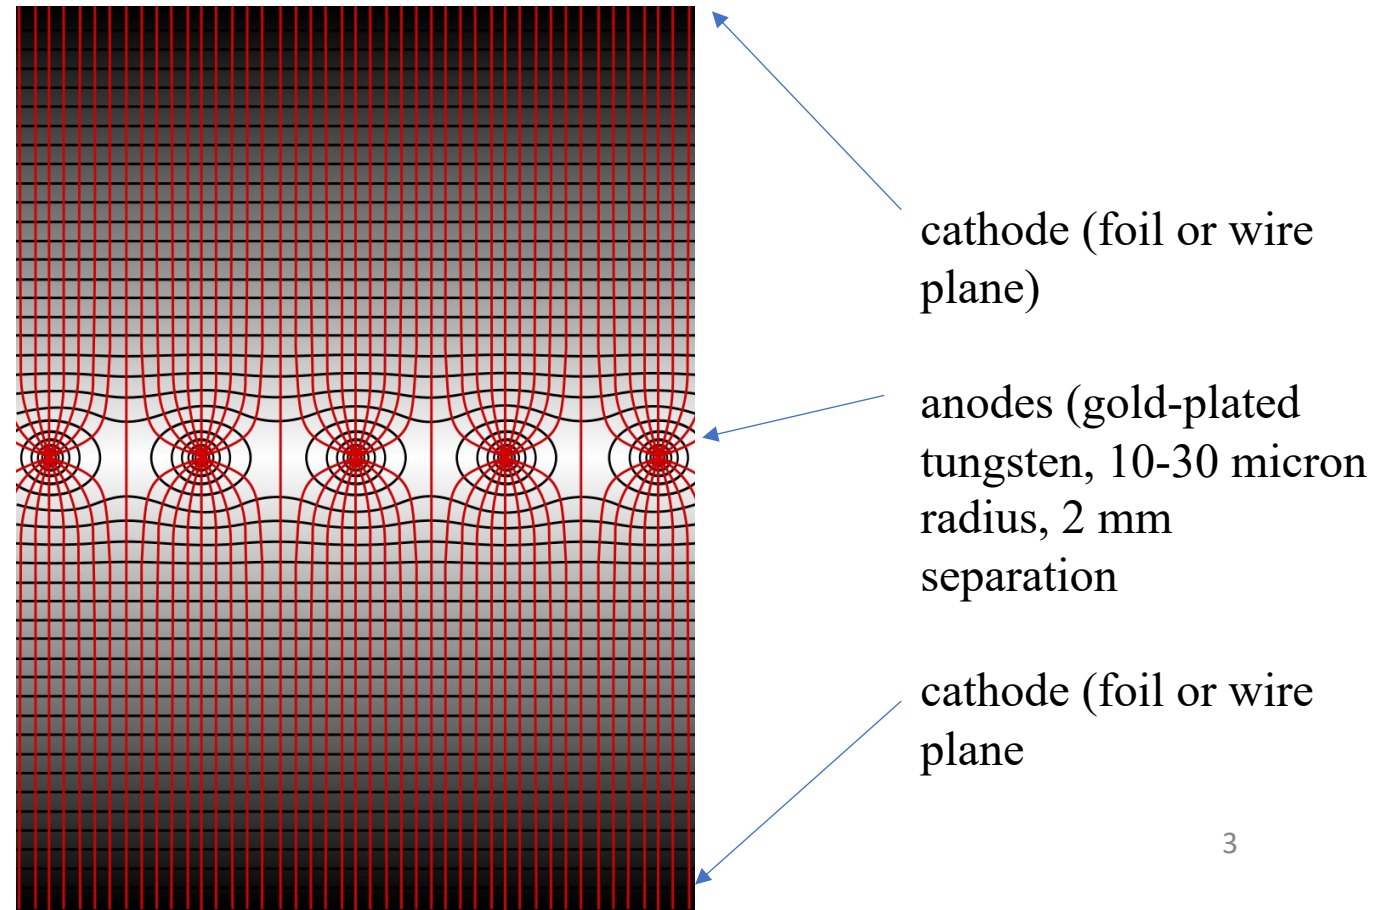 cathode (foil or wire
plane)
anodes (gold-plated
tungsten, 10-30 micron
radius, 2 mm
separation
cathode (foil or wire
plane
3